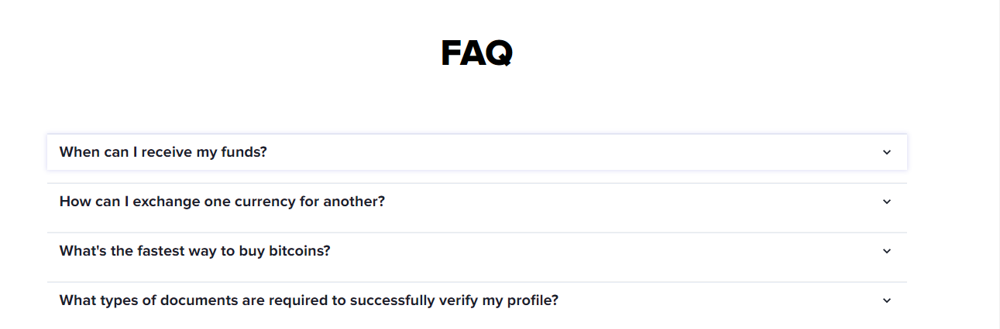 FAQ
When can I receive my funds?
How can I exchange one currency for another?
What's the fastest way to buy bitcoins?
What types of documents are required to successfully verify my profile?